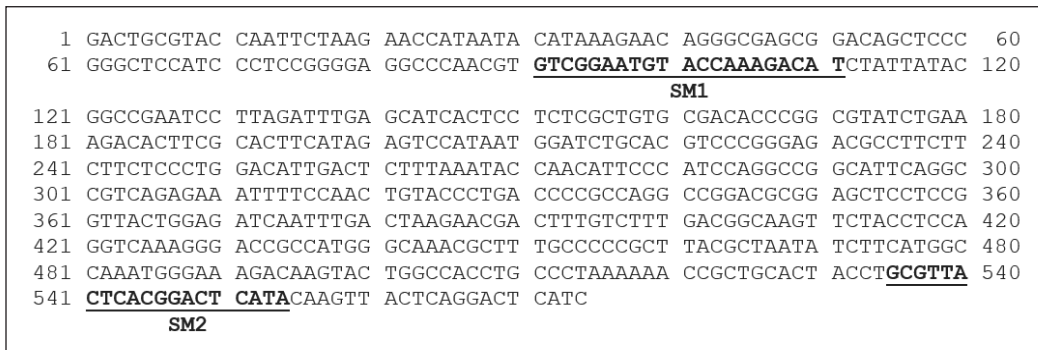 1 GACTGCGTAC CAATTCTAAG AACCATAATA CATAAAGAAC AGGGCGAGCG GACAGCTCCC 60
61 GGGCTCCATC CCTCCGGGGA GGCCCAACGT GTCGGAATGT ACCAAAGACA TCTATTATAC 120
SM1
121 GGCCGAATCC TTAGATTTGA GCATCACTCC TCTCGCTGTG CGACACCCGG CGTATCTGAA 180
181 AGACACTTCG CACTTCATAG AGTCCATAAT GGATCTGCAC GTCCCGGGAG ACGCCTTCTT 240
241 CTTCTCCCTG GACATTGACT CTTTAAATAC CAACATTCCC ATCCAGGCCG GCATTCAGGC 300
301 CGTCAGAGAA ATTTTCCAAC TGTACCCTGA CCCCGCCAGG CCGGACGCGG AGCTCCTCCG 360
361 GTTACTGGAG ATCAATTTGA CTAAGAACGA CTTTGTCTTT GACGGCAAGT TCTACCTCCA 420
421 GGTCAAAGGG ACCGCCATGG GCAAACGCTT TGCCCCCGCT TACGCTAATA TCTTCATGGC 480
481 CAAATGGGAA AGACAAGTAC TGGCCACCTG CCCTAAAAAA CCGCTGCACT ACCTGCGTTA 540
541 CTCACGGACT CATACAAGTT ACTCAGGACT CATC
SM2